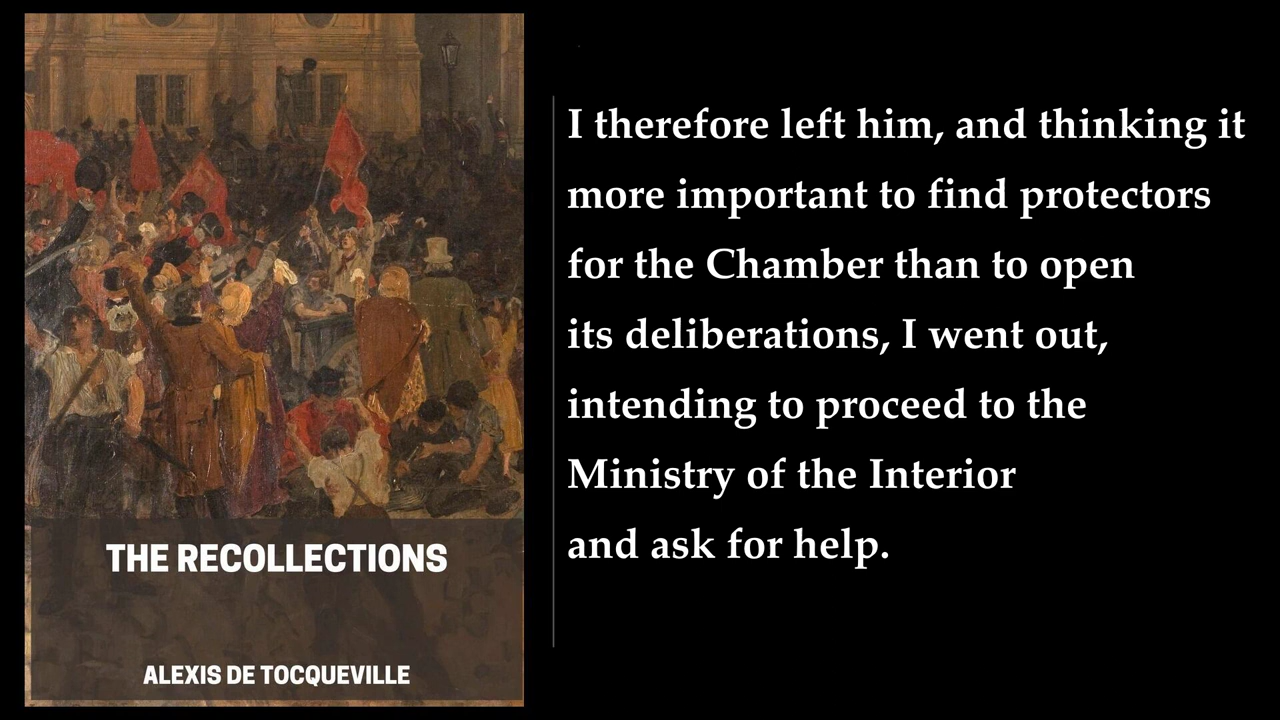 THE RECOLLECTIONS
ALEXIS DE TOCQUEVILLE
I therefore left him, and thinking it
more important to find protectors
for the Chamber than to open
its deliberations, I went out,
intending to proceed to the
Ministry of the Interior
and ask for help.